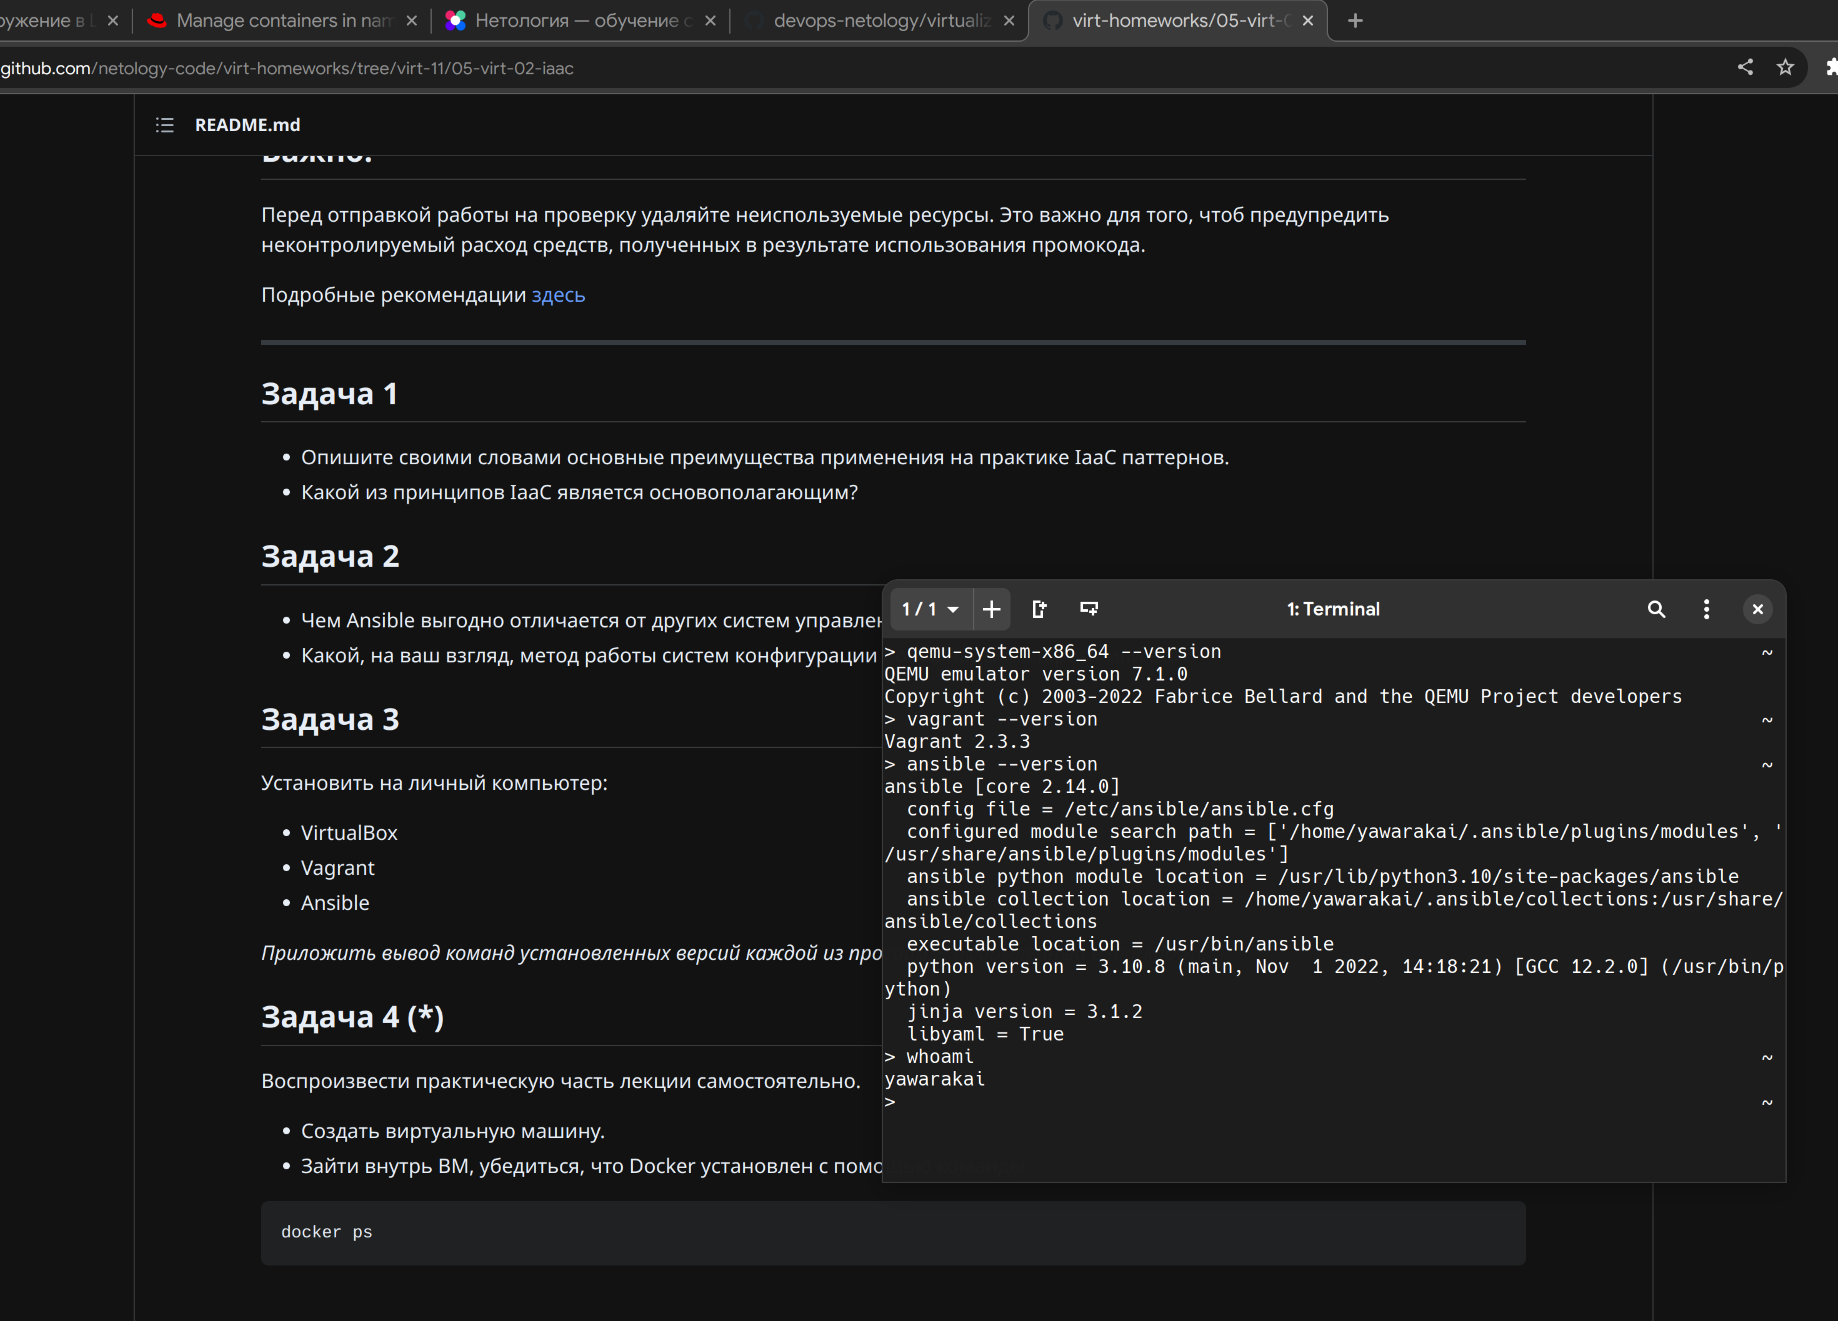 ружение в
Manage containers in nam
Нетология — обучение
devops-netology/virtualiz
virt-homeworks/05-virt-0
github.com/netology-code/virt-homeworks/tree/virt-11/05-virt-02-iaac
README.md
Важно!
Перед отправкой работы на проверку удаляйте неиспользуемые ресурсы. Это важно для того, чтоб предупредить
неконтролируемый расход средств, полученных в результате использования промокода.
Подробные рекомендации здесь
Задача 1
Опишите своими словами основные преимущества применения на практике IaaC паттернов.
Какой из принципов IaaC является основополагающим?
Задача 2
Чем Ansible выгодно отличается от других систем управлен
Какой, на ваш взгляд, метод работы систем конфигурации
Задача 3
Установить на личный компьютер:
VirtualBox
Vagrant
Ansible
Приложить вывод команд установленных версий каждой из про
Задача 4 (*)
Воспроизвести практическую часть лекции самостоятельно.
Создать виртуальную машину.
Зайти внутрь ВМ, убедиться, что Docker установлен с помо
docker ps
1 / 1
1: Terminal
> qemu-system-x86_64 --version ~
QEMU emulator version 7.1.0
Copyright (c) 2003-2022 Fabrice Bellard and the QEMU Project developers
> vagrant --version ~
Vagrant 2.3.3
> ansible --version ~
ansible [core 2.14.0]
config file = /etc/ansible/ansible.cfg
configured module search path = ['/home/yawarakai/.ansible/plugins/modules', '
/usr/share/ansible/plugins/modules']
ansible python module location = /usr/lib/python3.10/site-packages/ansible
ansible collection location = /home/yawarakai/.ansible/collections:/usr/share/
ansible/collections
executable location = /usr/bin/ansible
python version = 3.10.8 (main, Nov  1 2022, 14:18:21) [GCC 12.2.0] (/usr/bin/p
ython)
jinja version = 3.1.2
libyaml = True
> whoami ~
yawarakai
> ~